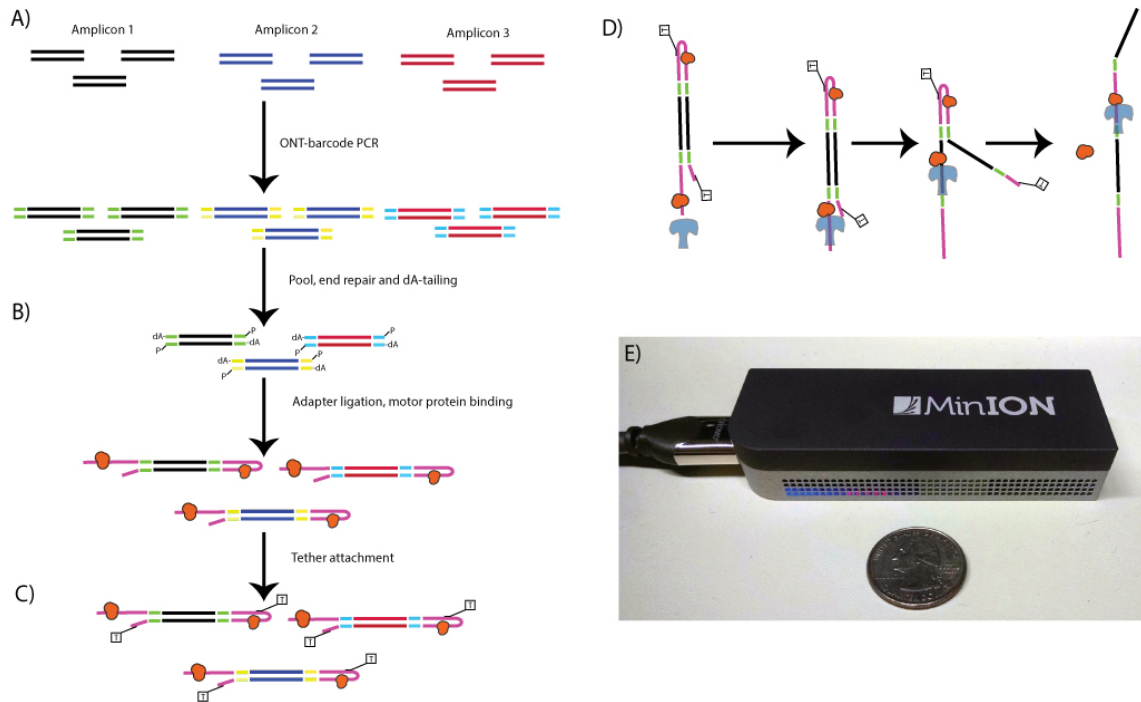 A)
Amplicon 1
Amplicon 2
Amplicon 3
ONT-barcode PCR
Pool, end repair and dA-tailing
B)
dA
P
P
dA
dA
P
P
dA
dA
P
P
dA
Adapter ligation, motor protein binding
Tether attachment
C)
T
T
T
T
T
T
D)
T
T
T
T
T
T
E)
MinION